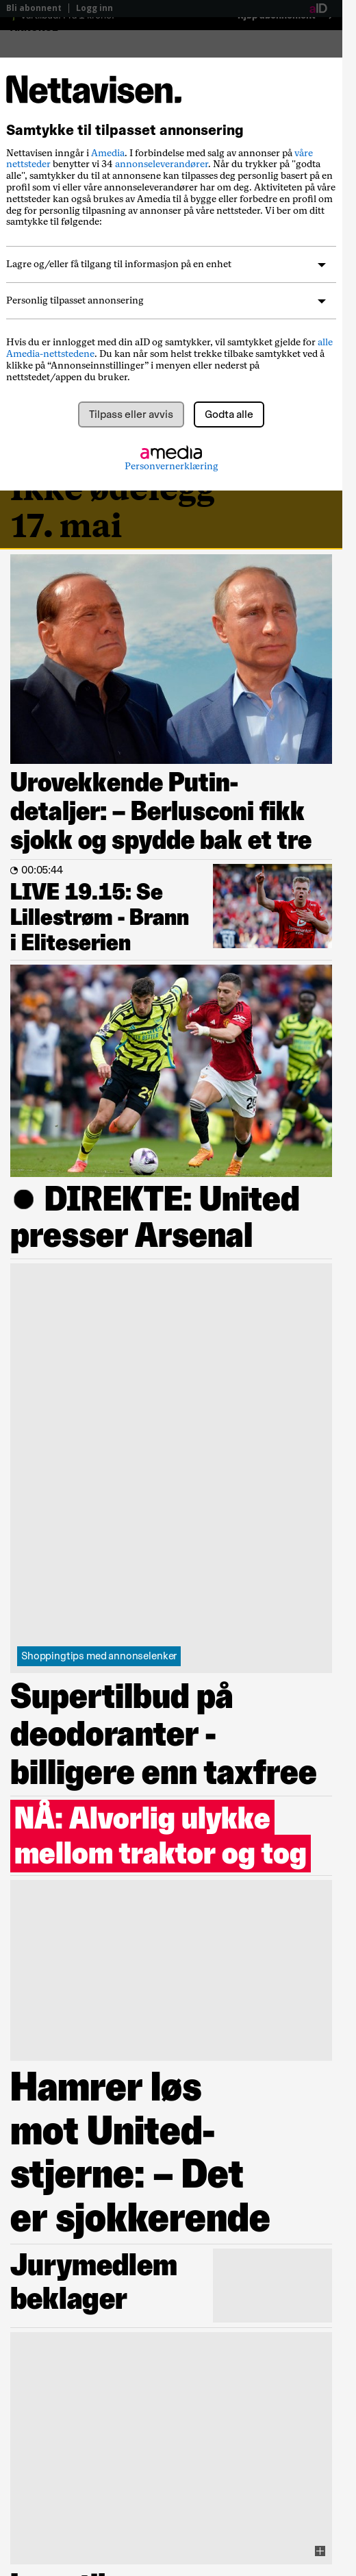 Bli abonnent | Logg inn
aID
Nettavisen.
Samtykke til tilpasset annonsering
Nettavisen inngår i Amedia. I forbindelse med salg av annonser på våre
nettsteder benytter vi 34 annonseleverandører. Når du trykker på "godta
alle", samtykker du til at annonsene kan tilpasses deg personlig basert på en
profil som vi eller våre annonseleverandører har om deg. Aktiviteten på våre
nettsteder kan også brukes av Amedia til å bygge eller forbedre en profil om
deg for personlig tilpasning av annonser på våre nettsteder. Vi ber om ditt
samtykke til følgende:
Lagre og/eller få tilgang til informasjon på en enhet
Personlig tilpasset annonsering
Hvis du er innlogget med din aID og samtykker, vil samtykket gjelde for alle
Amedia-nettstedene. Du kan når som helst trekke tilbake samtykket ved å
klikke på “Annonseinnstillinger” i menyen eller nederst på
nettstedet/appen du bruker.
Tilpass eller avvis
Godta alle
amedia
Personvernerklæring
Ikke ødelegg
17. mai
Urovekkende Putin-
detaljer: – Berlusconi fikk
sjokk og spydde bak et tre
00:05:44
LIVE 19.15: Se
Lillestrøm - Brann
i Eliteserien
DIREKTE: United
presser Arsenal
Shoppingtips med annonselenker
Supertilbud på
deodoranter -
billigere enn taxfree
NÅ: Alvorlig ulykke
mellom traktor og tog
Hamrer løs
mot United-
stjerne: – Det
er sjokkerende
Jurymedlem
beklager